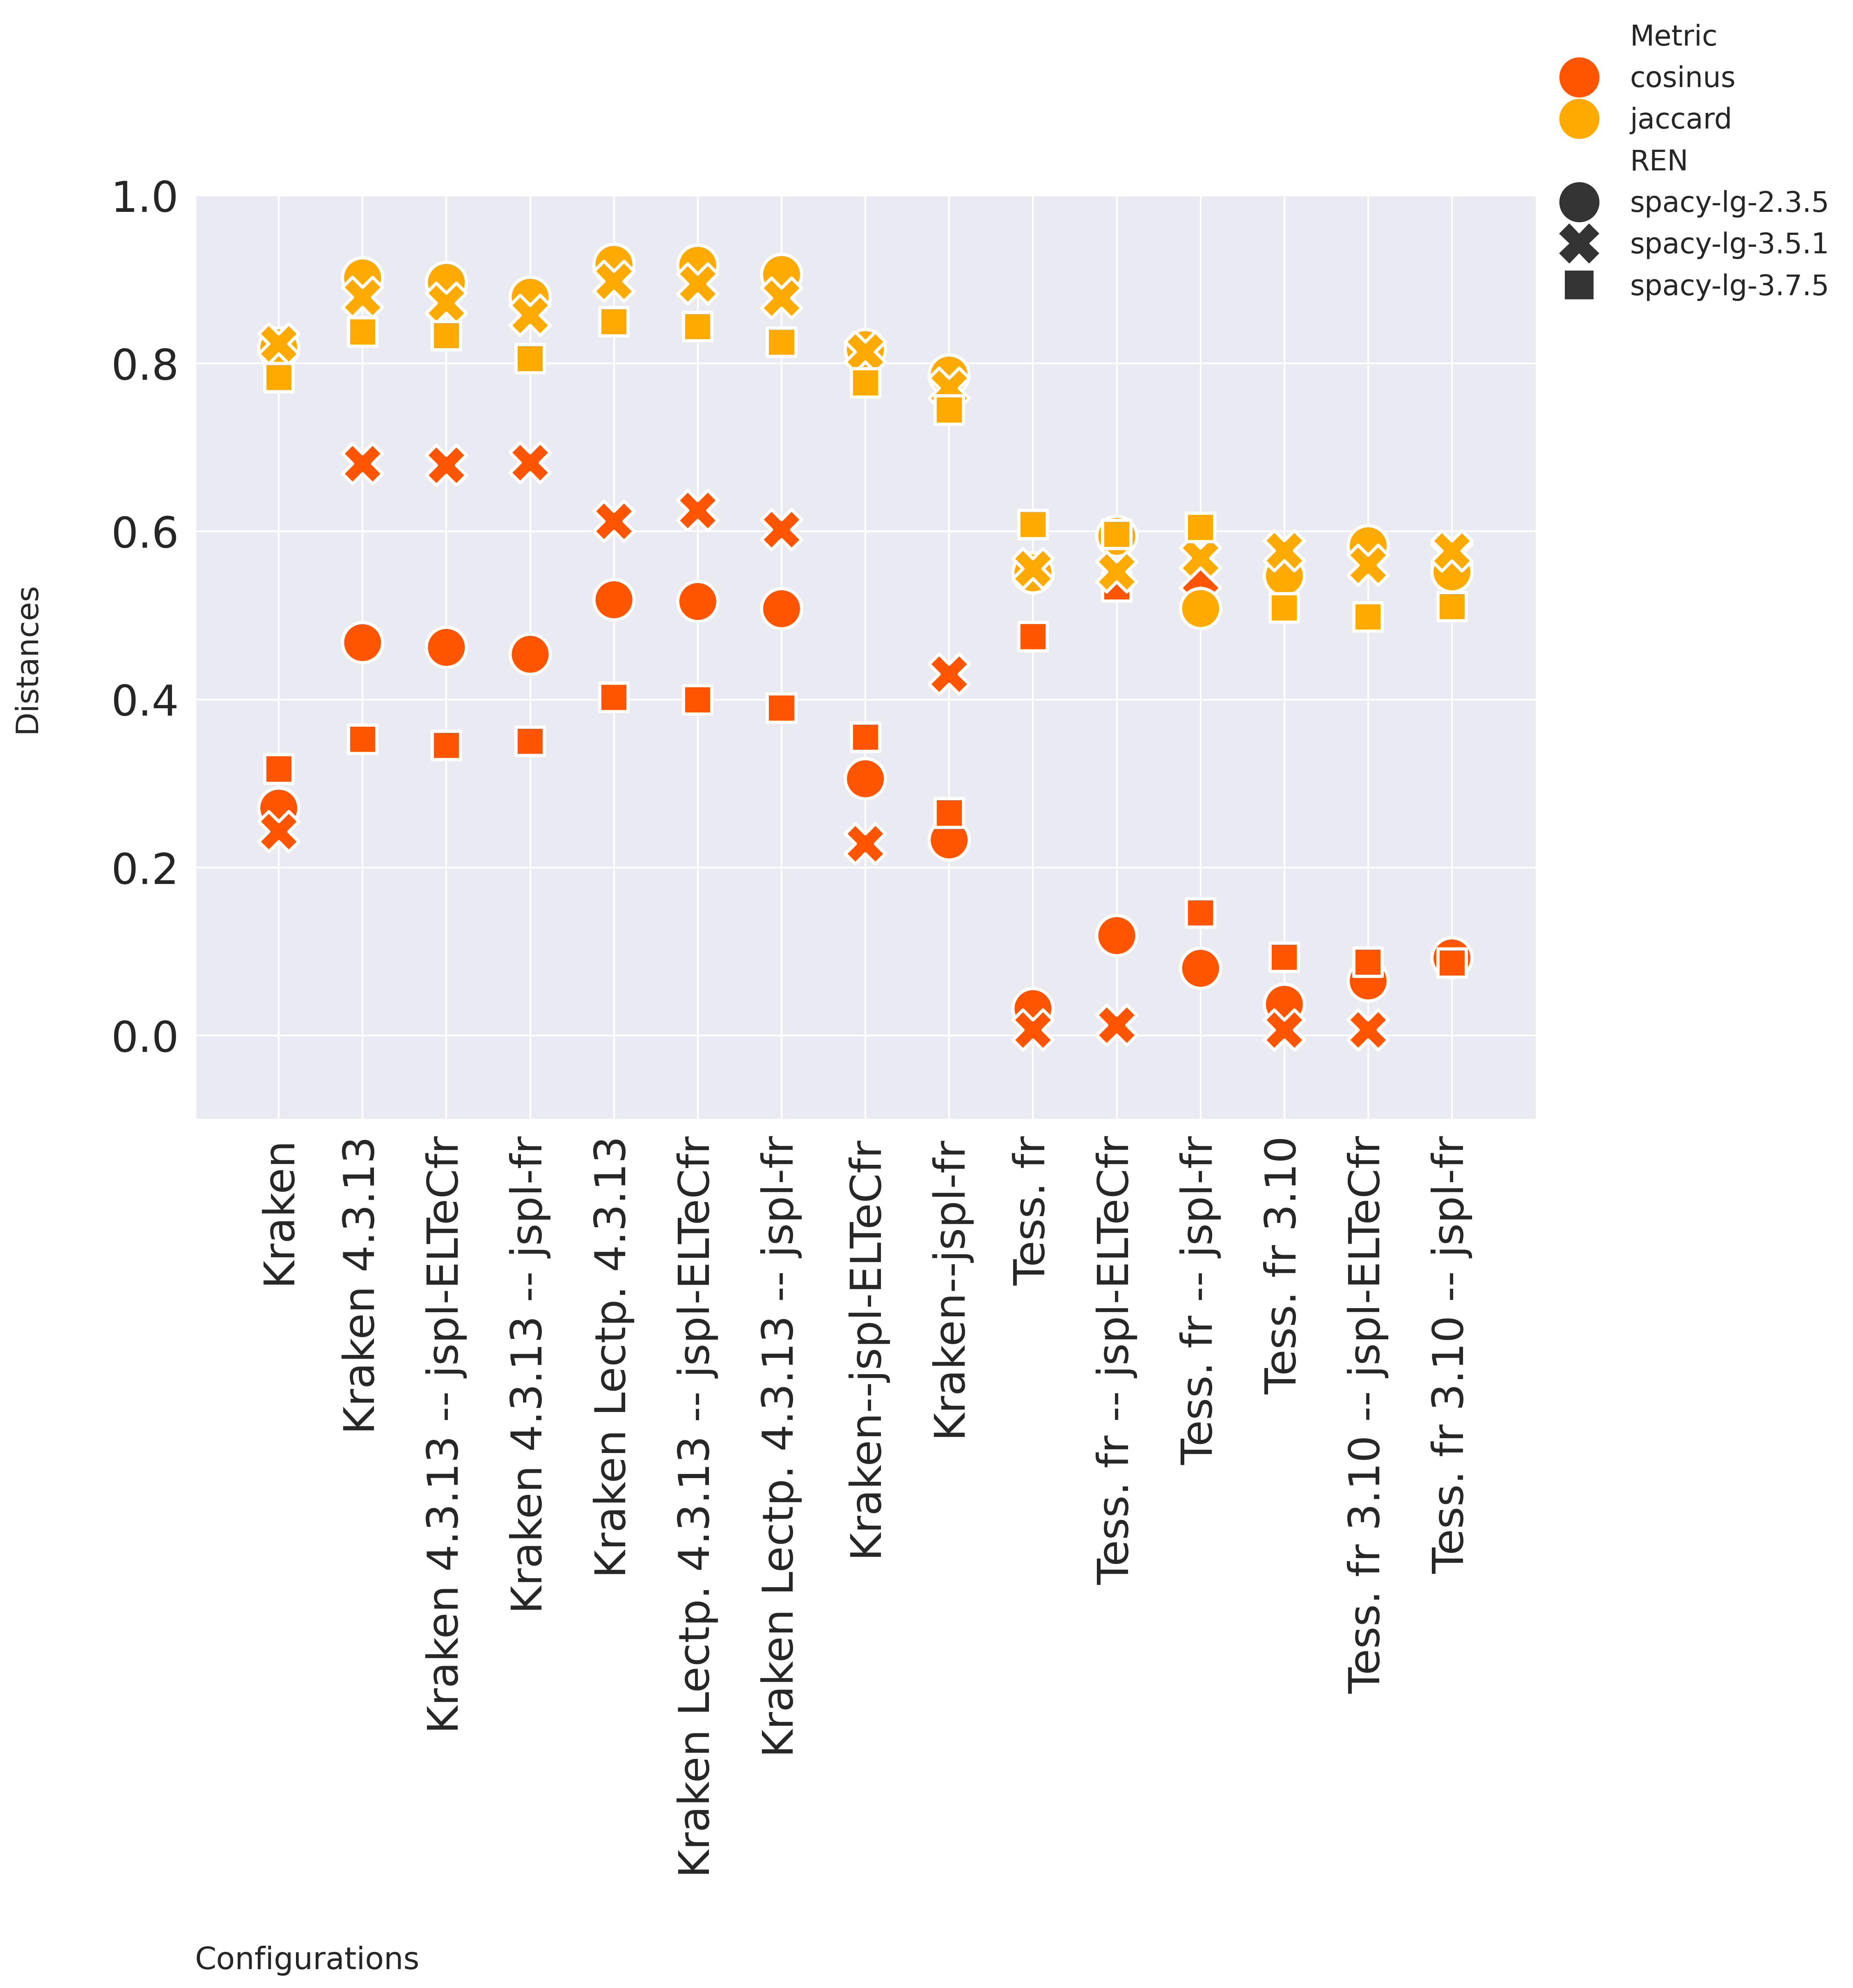 Metric
cosinus
jaccard
REN
spacy-lg-2.3.5
spacy-lg-3.5.1
spacy-lg-3.7.5
1.0
0.8
0.6
0.4
0.2
0.0
Distances
Kraken
Kraken 4.3.13
Kraken 4.3.13 -- jspl-ELTeCfr
Kraken 4.3.13 -- jspl-fr
Kraken Lectp. 4.3.13
Kraken Lectp. 4.3.13 -- jspl-ELTeCfr
Kraken Lectp. 4.3.13 -- jspl-fr
Kraken--jspl-ELTeCfr
Kraken--jspl-fr
Tess. fr
Tess. fr -- jspl-ELTeCfr
Tess. fr -- jspl-fr
Tess. fr 3.10
Tess. fr 3.10 -- jspl-ELTeCfr
Tess. fr 3.10 -- jspl-fr
Configurations